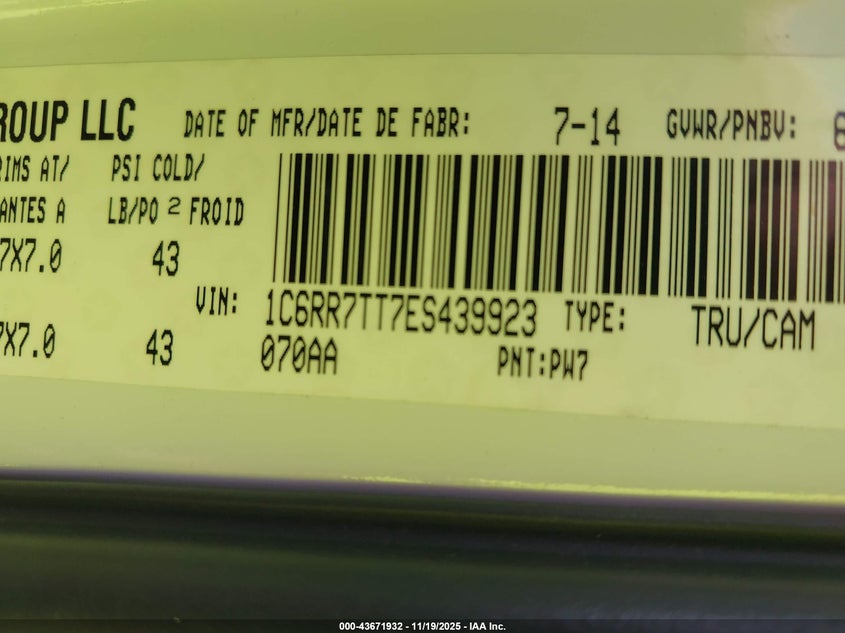 ROUP LLC DATE OF MFR/DATE DE FABR: 7-14 GVWR/PNBV:
RIMS AT/ PSI COLD/
ANTES A LB/PO 2 FROID
7X7.0 43
VIN: 1C6RR7TT7ES439923 TYPE: TRU/CAM
7X7.0 43 070AA PNT:PW7
000-43671932 - 11/19/2025 - IAA Inc.